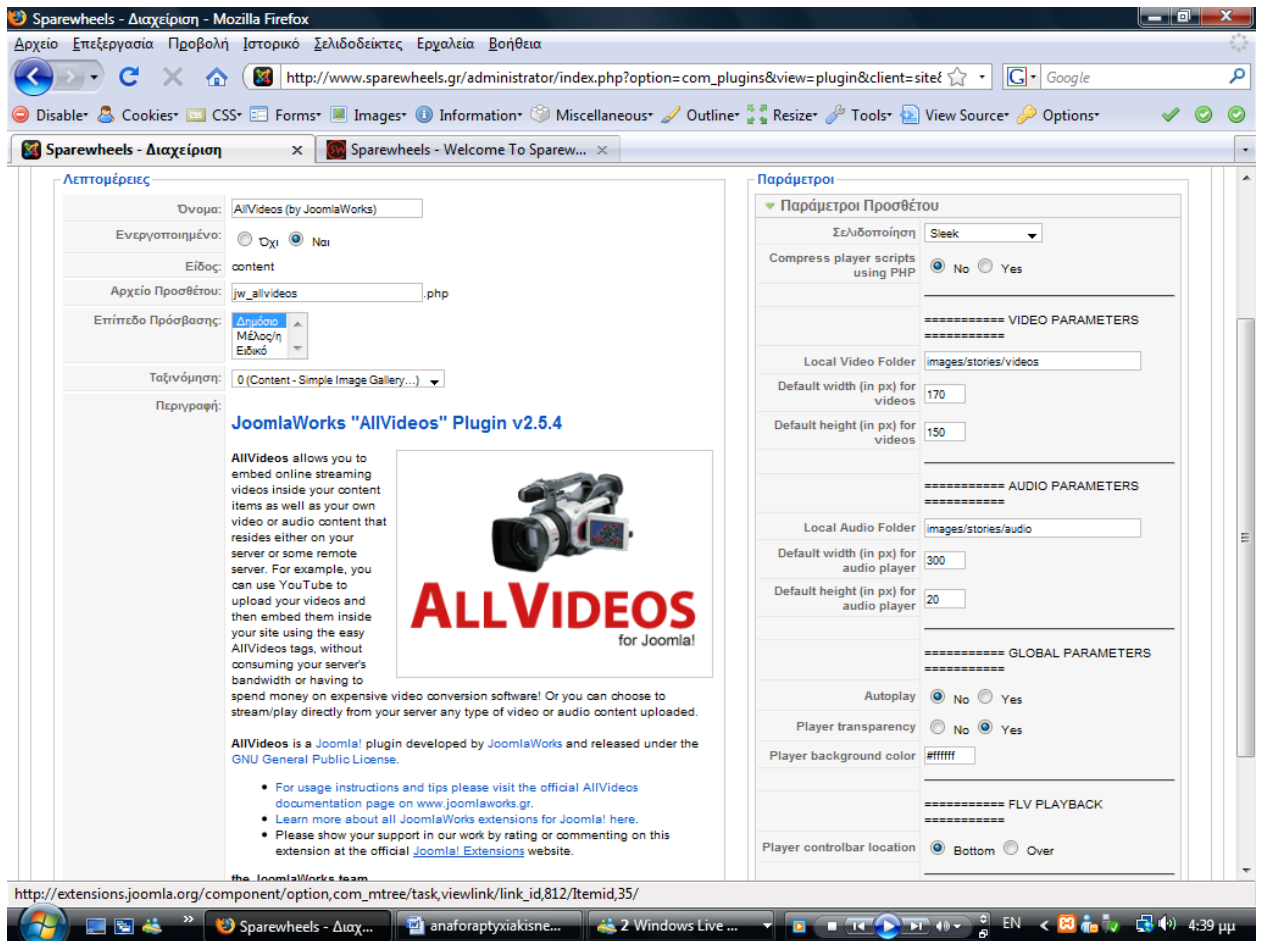 Sparewheels - Διαχείριση - Mozilla Firefox
Αρχείο Επεξεργασία Προβολή Ιστορικό Σελιδοδείκτες Εργαλεία Βοήθεια
http://www.sparewheels.gr/administrator/index.php?option=com_plugins&view=plugin&client=site& Google
Disable Cookies CSS Forms Images Information Miscellaneous Outline Resize Tools View Source Options
Sparewheels - Διαχείριση Sparewheels - Welcome To Sparew...
Λεπτομέρειες
Όνομα: AllVideos (by JoomlaWorks)
Ενεργοποιημένο: Όχι Ναι
Είδος: content
Αρχείο Προσθέτου: jw_allvideos .php
Επίπεδο Πρόσβασης: Δημόσιο
Μέλος/η
Ειδικό
Ταξινόμηση: 0 (Content - Simple Image Gallery...)
Περιγραφή:
JoomlaWorks "AllVideos" Plugin v2.5.4
AllVideos allows you to
embed online streaming
videos inside your content
items as well as your own
video or audio content that
resides either on your
server or some remote
server. For example, you
can use YouTube to
upload your videos and
then embed them inside
your site using the easy
AllVideos tags, without
consuming your server's
bandwidth or having to
spend money on expensive video conversion software! Or you can choose to
stream/play directly from your server any type of video or audio content uploaded.
ALLVIDEOS
for Joomla!
AllVideos is a Joomla! plugin developed by JoomlaWorks and released under the
GNU General Public License.
• For usage instructions and tips please visit the official AllVideos
documentation page on www.joomlaworks.gr.
• Learn more about all JoomlaWorks extensions for Joomla! here.
• Please show your support in our work by rating or commenting on this
extension at the official Joomla! Extensions website.
the JoomlaWorks team
Παράμετροι
Παράμετροι Προσθέτου
Σελιδοποίηση Sleek
Compress player scripts
using PHP No Yes
=========== VIDEO PARAMETERS
===========
Local Video Folder images/stories/videos
Default width (in px) for
videos 170
Default height (in px) for
videos 150
=========== AUDIO PARAMETERS
===========
Local Audio Folder images/stories/audio
Default width (in px) for
audio player 300
Default height (in px) for
audio player 20
=========== GLOBAL PARAMETERS
===========
Autoplay No Yes
Player transparency No Yes
Player background color #ffffff
=========== FLV PLAYBACK
===========
Player controlbar location Bottom Over
http://extensions.joomla.org/component/option,com_mtree/task,viewlink/link_id,812/Itemid,35/
Sparewheels - Διαχ... anaforaptyxiakisne... 2 Windows Live ... EN 4:39 μμ